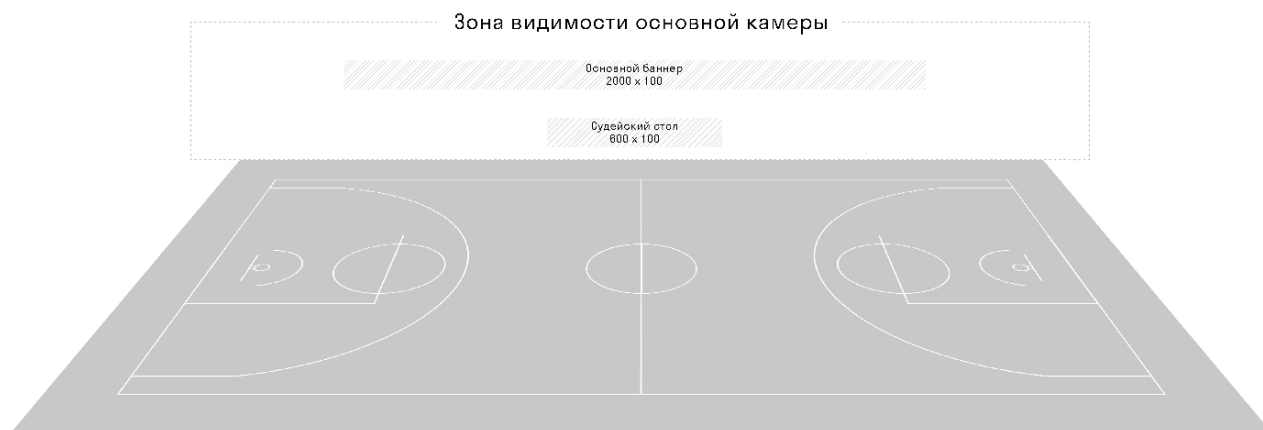 Зона видимости основной камеры
Основной баннер
2000 x 100
Судейский стол
600 x 100